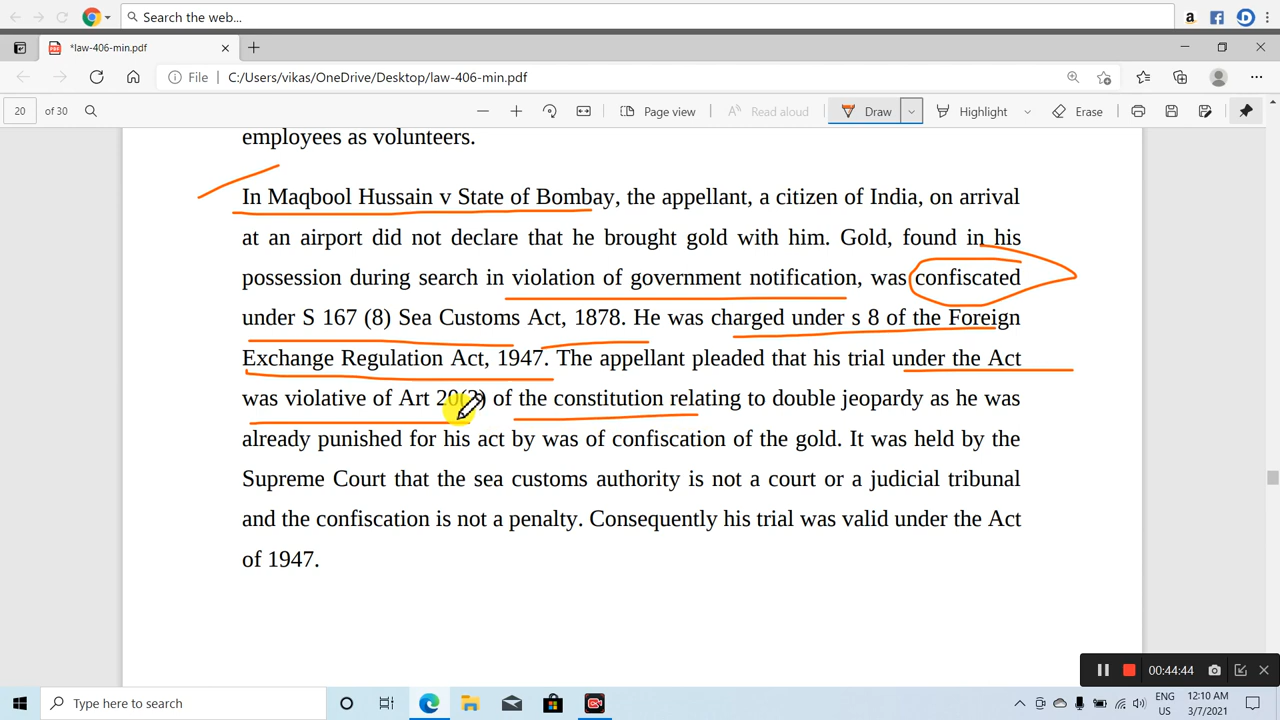 Search the web...
*law-406-min.pdf
File C:/Users/vikas/OneDrive/Desktop/law-406-min.pdf
20 of 30 Page view Read aloud Draw Highlight Erase
employees as volunteers.
In Maqbool Hussain v State of Bombay, the appellant, a citizen of India, on arrival
at an airport did not declare that he brought gold with him. Gold, found in his
possession during search in violation of government notification, was confiscated
under S 167 (8) Sea Customs Act, 1878. He was charged under s 8 of the Foreign
Exchange Regulation Act, 1947. The appellant pleaded that his trial under the Act
was violative of Art 20(2) of the constitution relating to double jeopardy as he was
already punished for his act by was of confiscation of the gold. It was held by the
Supreme Court that the sea customs authority is not a court or a judicial tribunal
and the confiscation is not a penalty. Consequently his trial was valid under the Act
of 1947.
00:44:44
Type here to search
ENG
US
12:10 AM
3/7/2021